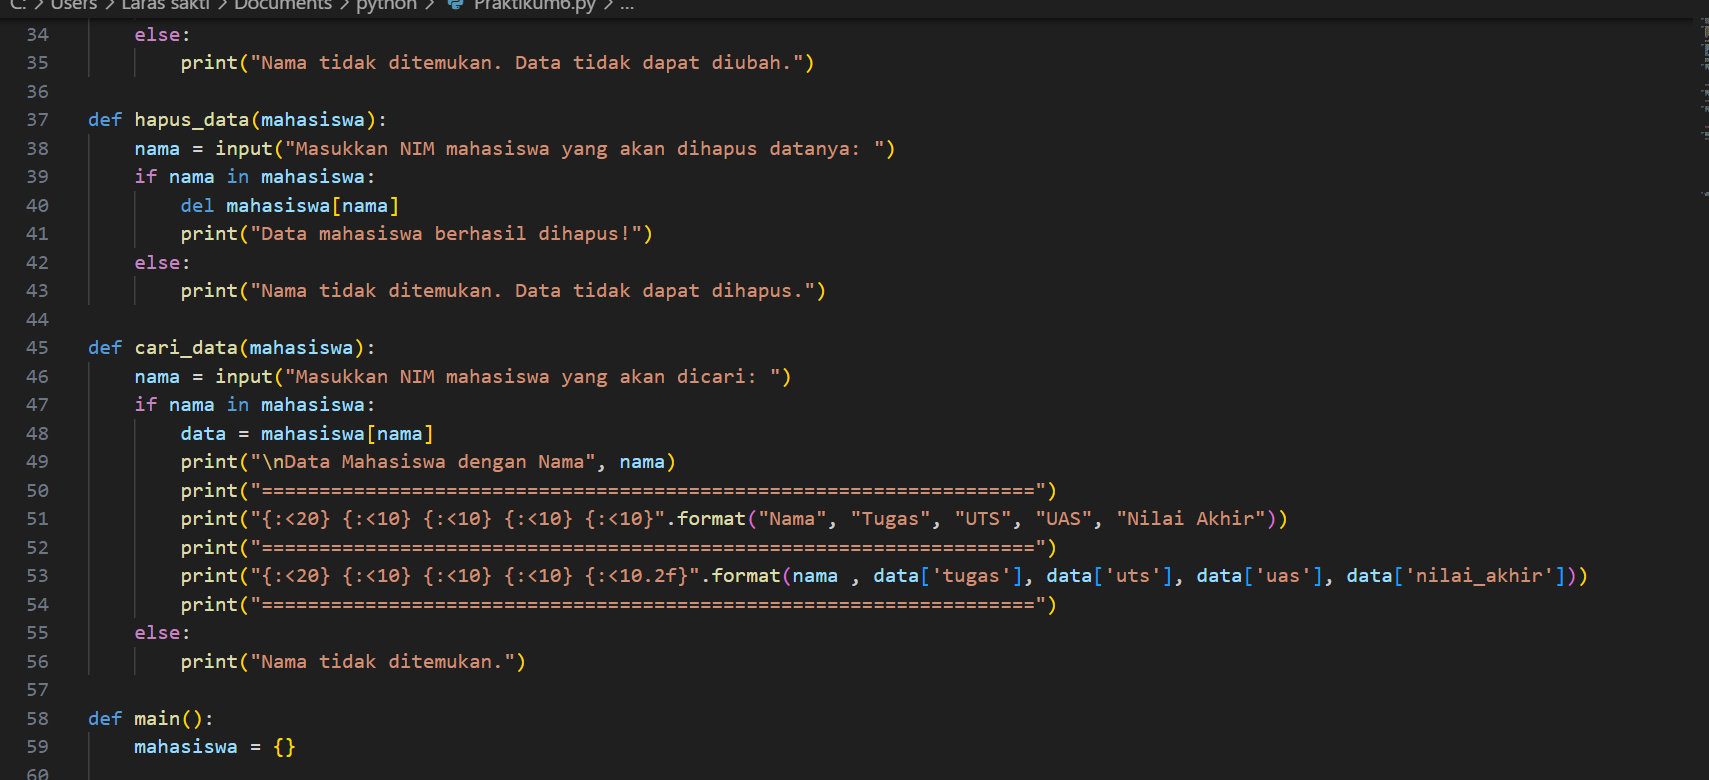 C: > Users > Laras sakti > Documents > python > Praktikum6.py > ...
34     else:
35         print("Nama tidak ditemukan. Data tidak dapat diubah.")
36
37 def hapus_data(mahasiswa):
38     nama = input("Masukkan NIM mahasiswa yang akan dihapus datanya: ")
39     if nama in mahasiswa:
40         del mahasiswa[nama]
41         print("Data mahasiswa berhasil dihapus!")
42     else:
43         print("Nama tidak ditemukan. Data tidak dapat dihapus.")
44
45 def cari_data(mahasiswa):
46     nama = input("Masukkan NIM mahasiswa yang akan dicari: ")
47     if nama in mahasiswa:
48         data = mahasiswa[nama]
49         print("\nData Mahasiswa dengan Nama", nama)
50         print("===================================================================")
51         print("{:<20} {:<10} {:<10} {:<10} {:<10}".format("Nama", "Tugas", "UTS", "UAS", "Nilai Akhir"))
52         print("===================================================================")
53         print("{:<20} {:<10} {:<10} {:<10} {:<10.2f}".format(nama , data['tugas'], data['uts'], data['uas'], data['nilai_akhir']))
54         print("===================================================================")
55     else:
56         print("Nama tidak ditemukan.")
57
58 def main():
59     mahasiswa = {}
60